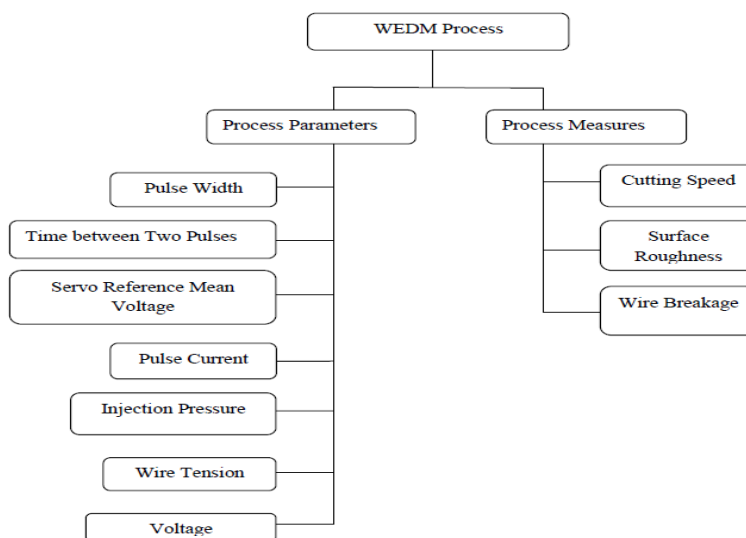 WEDM Process
Process Parameters
Process Measures
Pulse Width
Time between Two Pulses
Servo Reference Mean
Voltage
Pulse Current
Injection Pressure
Wire Tension
Voltage
Cutting Speed
Surface
Roughness
Wire Breakage